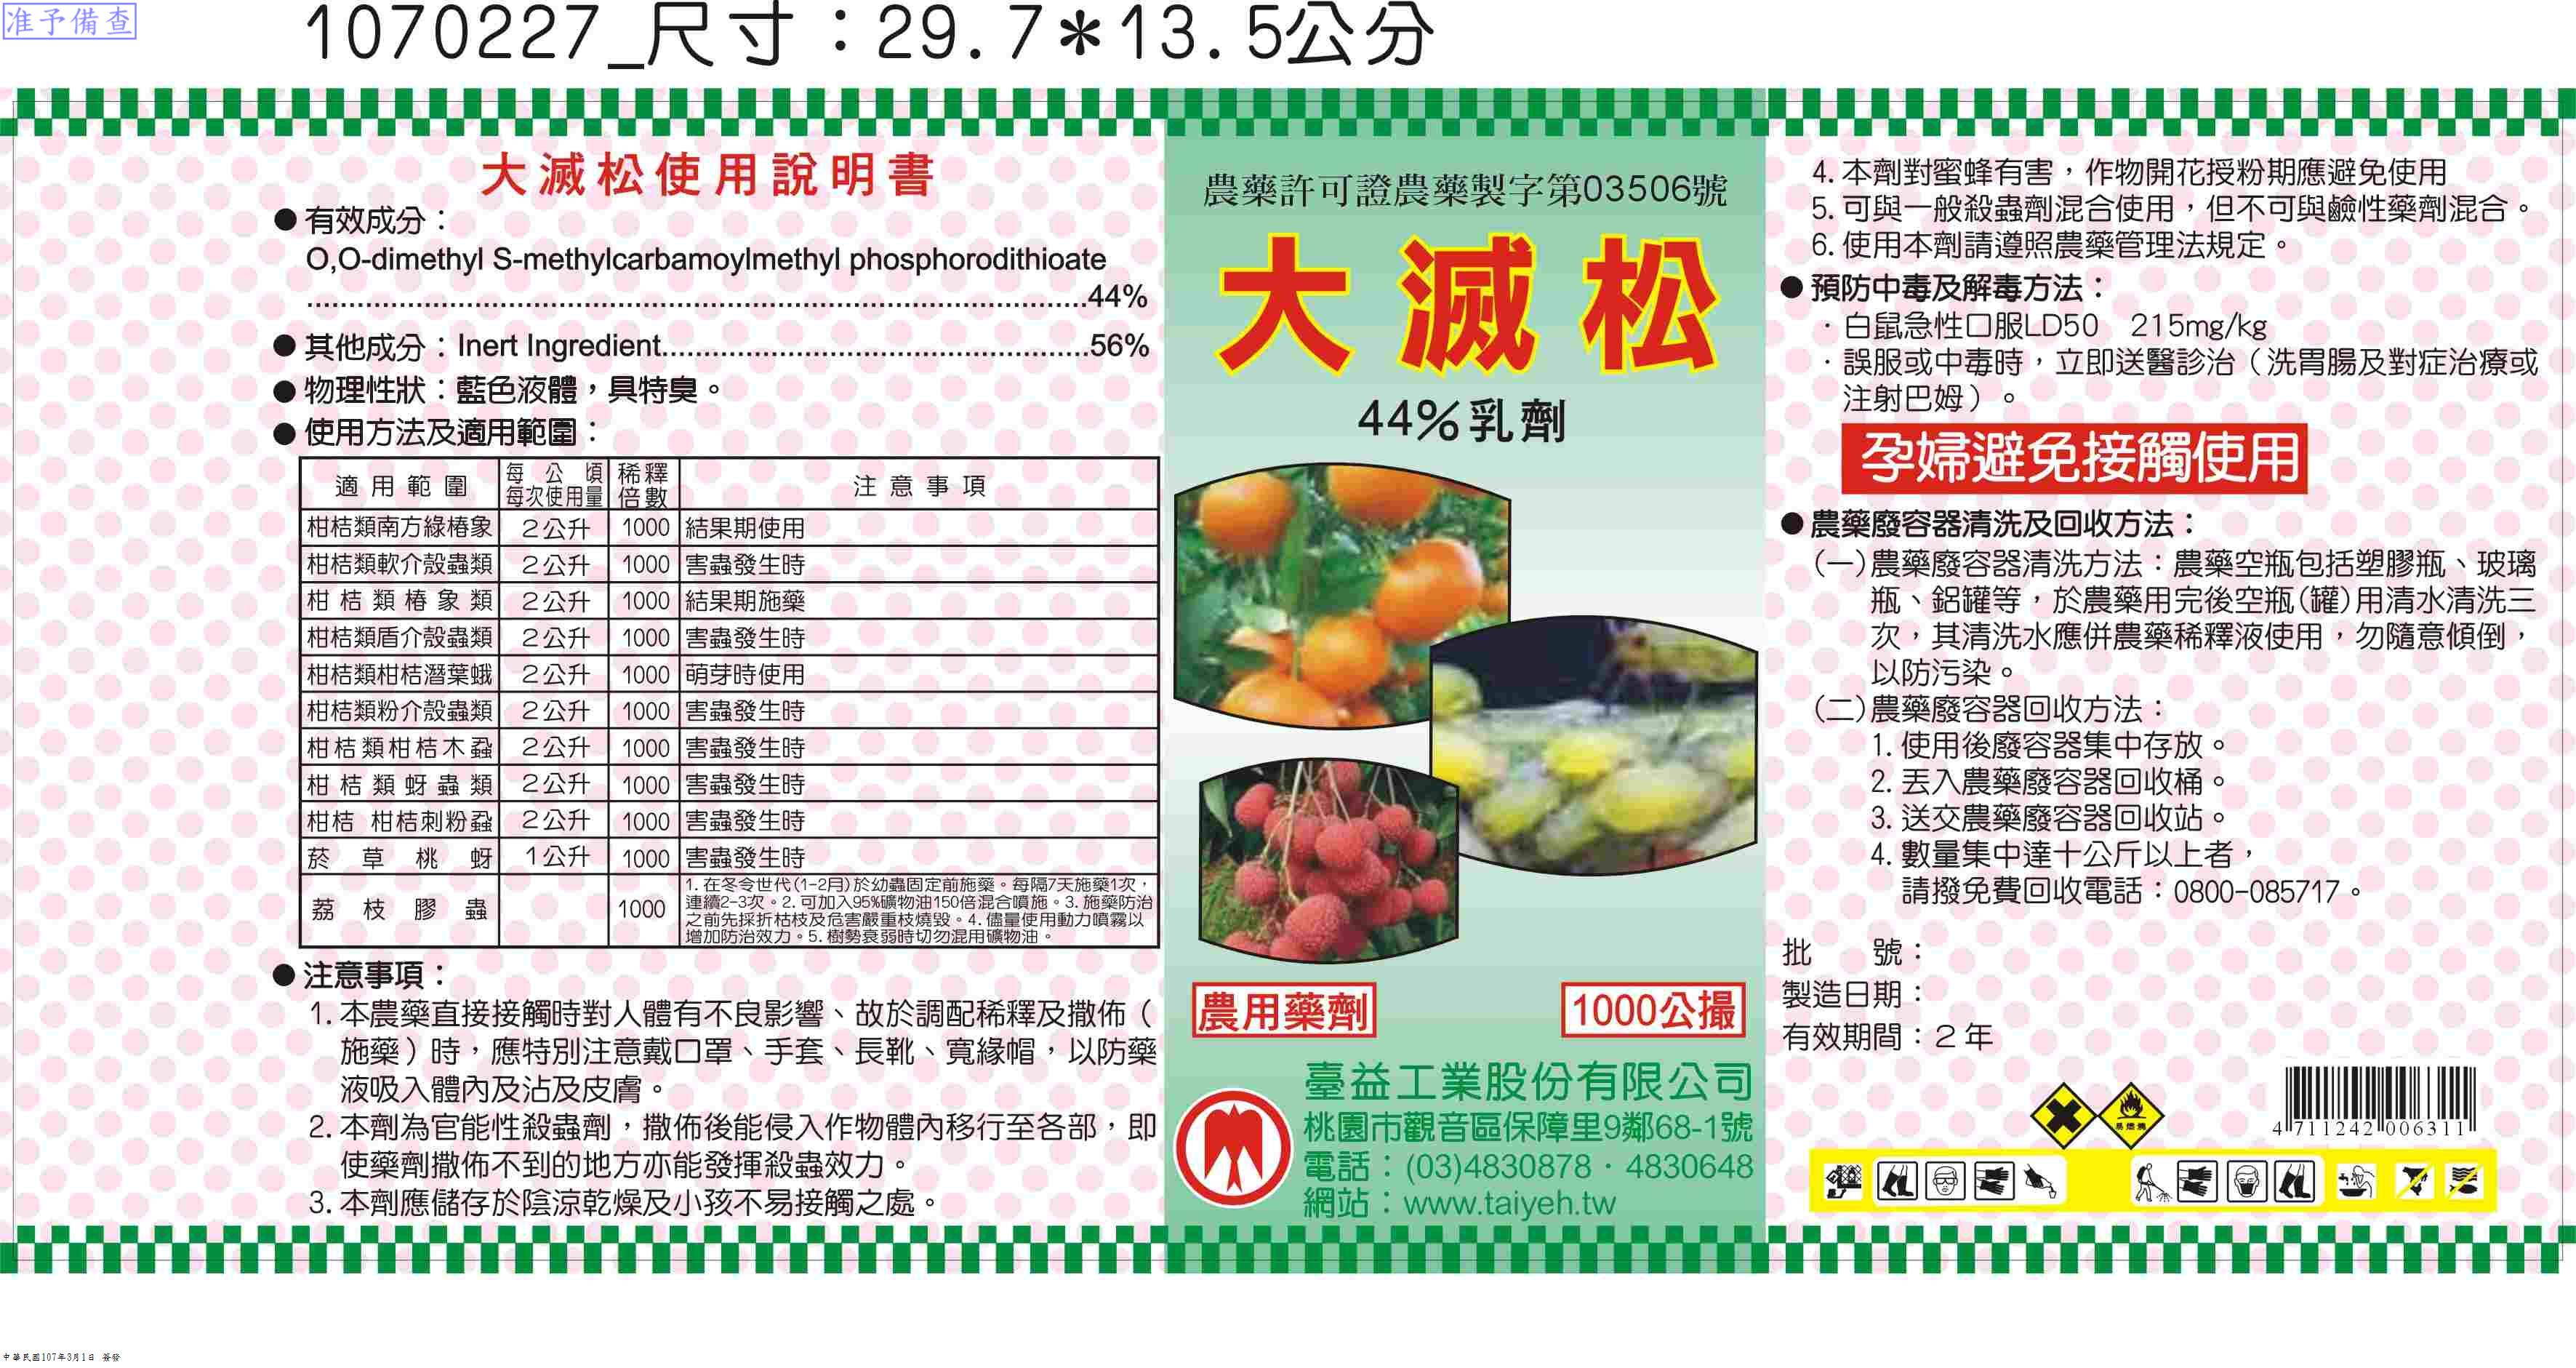 准予備查
1070227_尺寸：29.7*13.5公分
大滅松使用說明書
●有效成分：
O,O-dimethyl S-methylcarbamoylmethyl phosphorodithioate
..........44%
●其他成分：Inert Ingredient..........56%
●物理性狀：藍色液體，具特臭。
●使用方法及適用範圍：
適用範圍 每公頃每次使用量 稀釋倍數 注意事項
柑桔類南方綠椿象 2公升 1000 結果期使用
柑桔類軟介殼蟲類 2公升 1000 害蟲發生時
柑桔類椿象類 2公升 1000 結果期施藥
柑桔類盾介殼蟲類 2公升 1000 害蟲發生時
柑桔類柑桔潛葉蛾 2公升 1000 萌芽時使用
柑桔類粉介殼蟲類 2公升 1000 害蟲發生時
柑桔類柑桔木蝨 2公升 1000 害蟲發生時
柑桔類蚜蟲類 2公升 1000 害蟲發生時
柑桔 柑桔刺粉蝨 2公升 1000 害蟲發生時
菸草桃蚜 1公升 1000 害蟲發生時
荔枝膠蟲 1000 1.在冬令世代(1-2月)於幼蟲固定前施藥。每隔7天施藥1次，
連續2-3次。2.可加入95%礦物油150倍混合噴施。3.施藥防治
之前先採折枯枝及危害嚴重枝燒毀。4.儘量使用動力噴霧以
增加防治效力。5.樹勢衰弱時切勿混用礦物油。
●注意事項：
1.本農藥直接接觸時對人體有不良影響、故於調配稀釋及撒佈（
施藥）時，應特別注意戴口罩、手套、長靴、寬緣帽，以防藥
液吸入體內及沾及皮膚。
2.本劑為官能性殺蟲劑，撒佈後能侵入作物體內移行至各部，即
使藥劑撒佈不到的地方亦能發揮殺蟲效力。
3.本劑應儲存於陰涼乾燥及小孩不易接觸之處。
農藥許可證農藥製字第03506號
大滅松
44%乳劑
農用藥劑
1000公撮
臺益工業股份有限公司
桃園市觀音區保障里9鄰68-1號
電話：(03)4830878·4830648
網站：www.taiyeh.tw
4.本劑對蜜蜂有害，作物開花授粉期應避免使用
5.可與一般殺蟲劑混合使用，但不可與鹼性藥劑混合。
6.使用本劑請遵照農藥管理法規定。
●預防中毒及解毒方法：
·白鼠急性口服LD50 215mg/kg
·誤服或中毒時，立即送醫診治（洗胃腸及對症治療或
注射巴姆）。
孕婦避免接觸使用
●農藥廢容器清洗及回收方法：
(一)農藥廢容器清洗方法：農藥空瓶包括塑膠瓶、玻璃
瓶、鋁罐等，於農藥用完後空瓶(罐)用清水清洗三
次，其清洗水應併農藥稀釋液使用，勿隨意傾倒，
以防污染。
(二)農藥廢容器回收方法：
1.使用後廢容器集中存放。
2.丟入農藥廢容器回收桶。
3.送交農藥廢容器回收站。
4.數量集中達十公斤以上者，
請撥免費回收電話：0800-085717。
批號：
製造日期：
有效期間：2年
易燃燒
4 711242 006311
中華民國107年3月1日 簽發